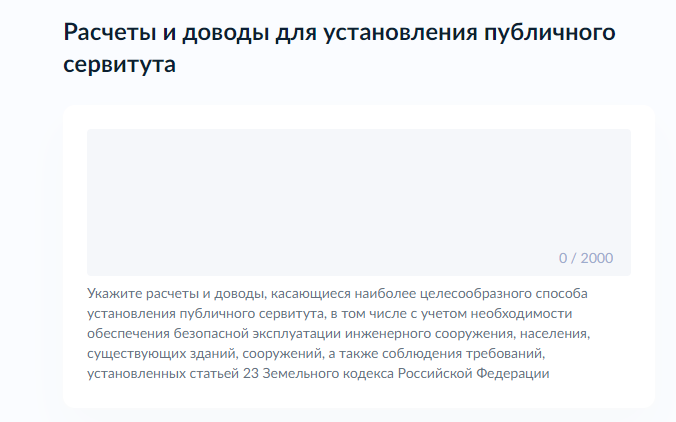 Расчеты и доводы для установления публичного
сервитута
0 / 2000
Укажите расчеты и доводы, касающиеся наиболее целесообразного способа
установления публичного сервитута, в том числе с учетом необходимости
обеспечения безопасной эксплуатации инженерного сооружения, населения,
существующих зданий, сооружений, а также соблюдения требований,
установленных статьей 23 Земельного кодекса Российской Федерации